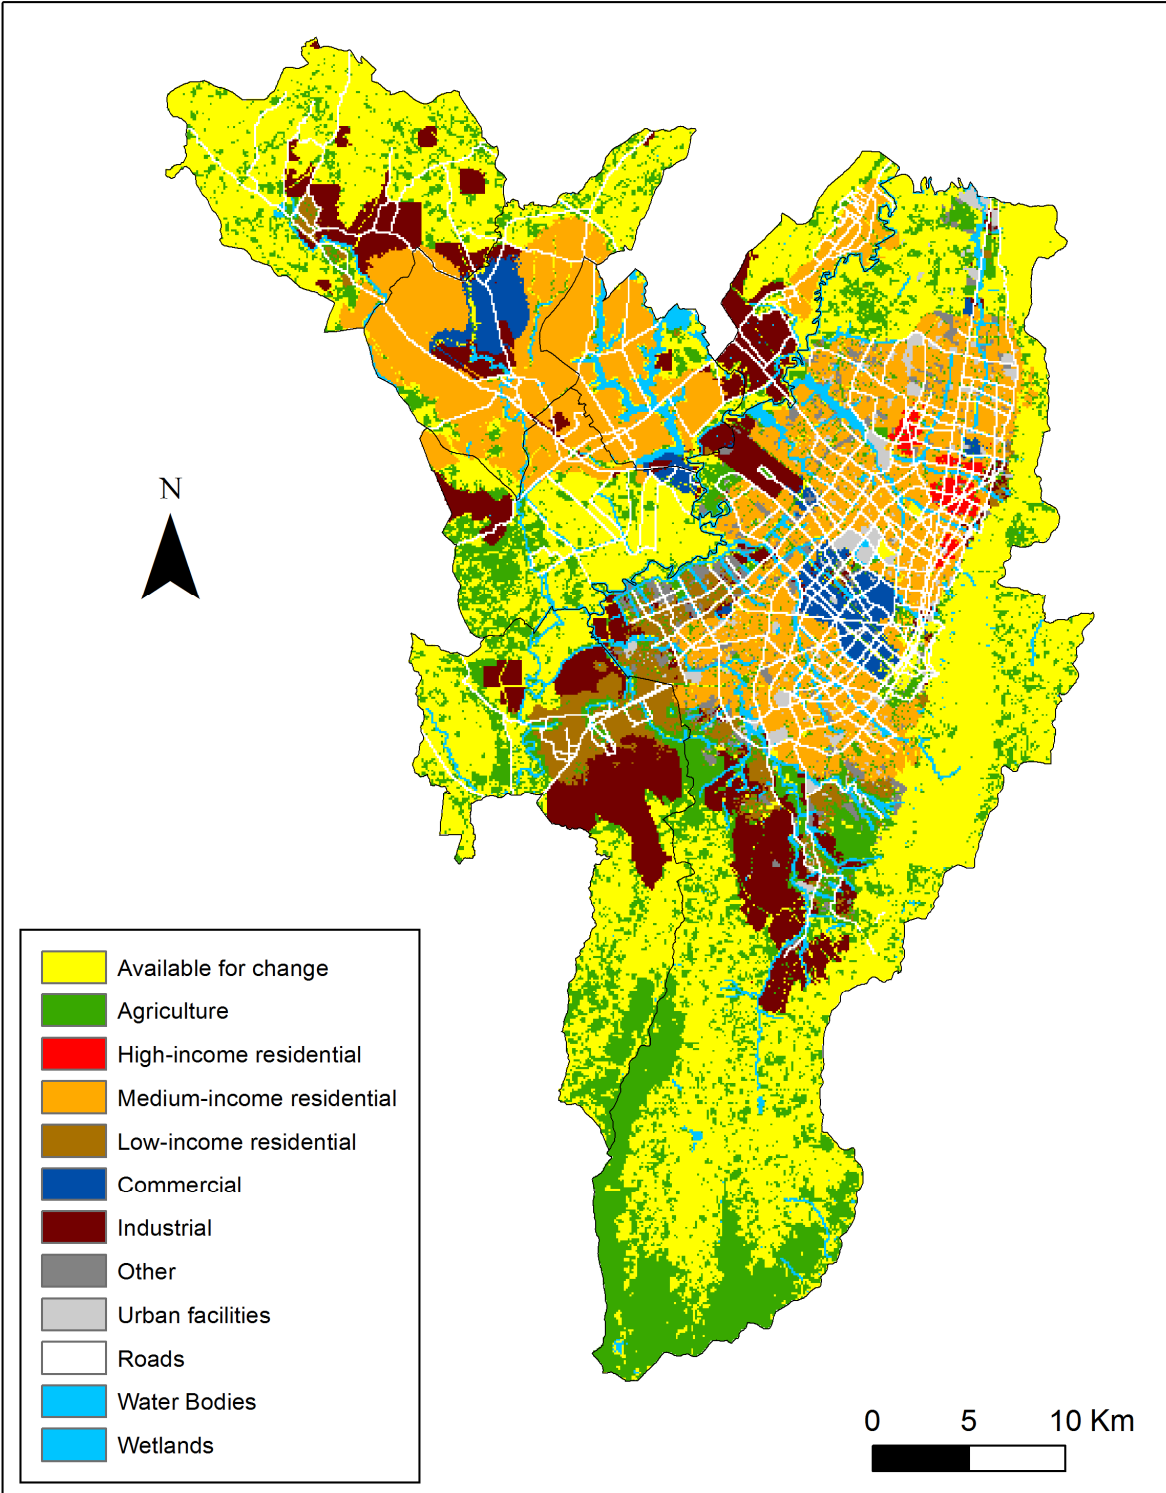 N
Available for change
Agriculture
High-income residential
Medium-income residential
Low-income residential
Commercial
Industrial
Other
Urban facilities
Roads
Water Bodies
Wetlands
0 5 10 Km